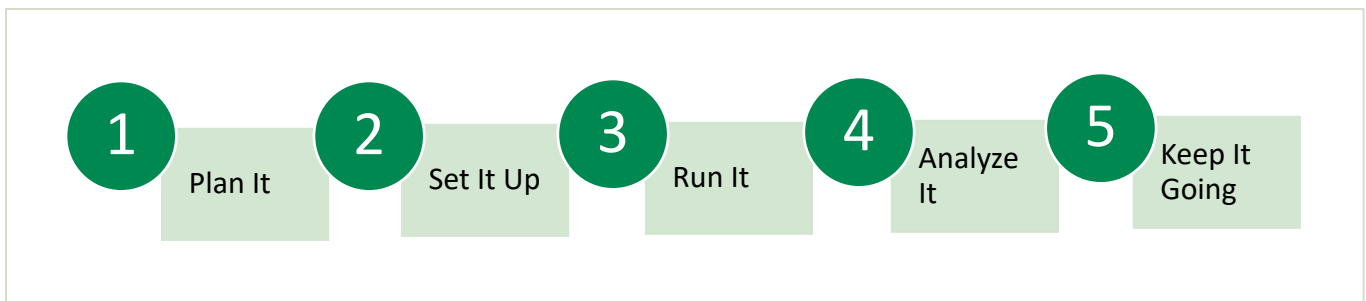 1
Plan It
2
Set It Up
3
Run It
4
Analyze
It
5
Keep It
Going